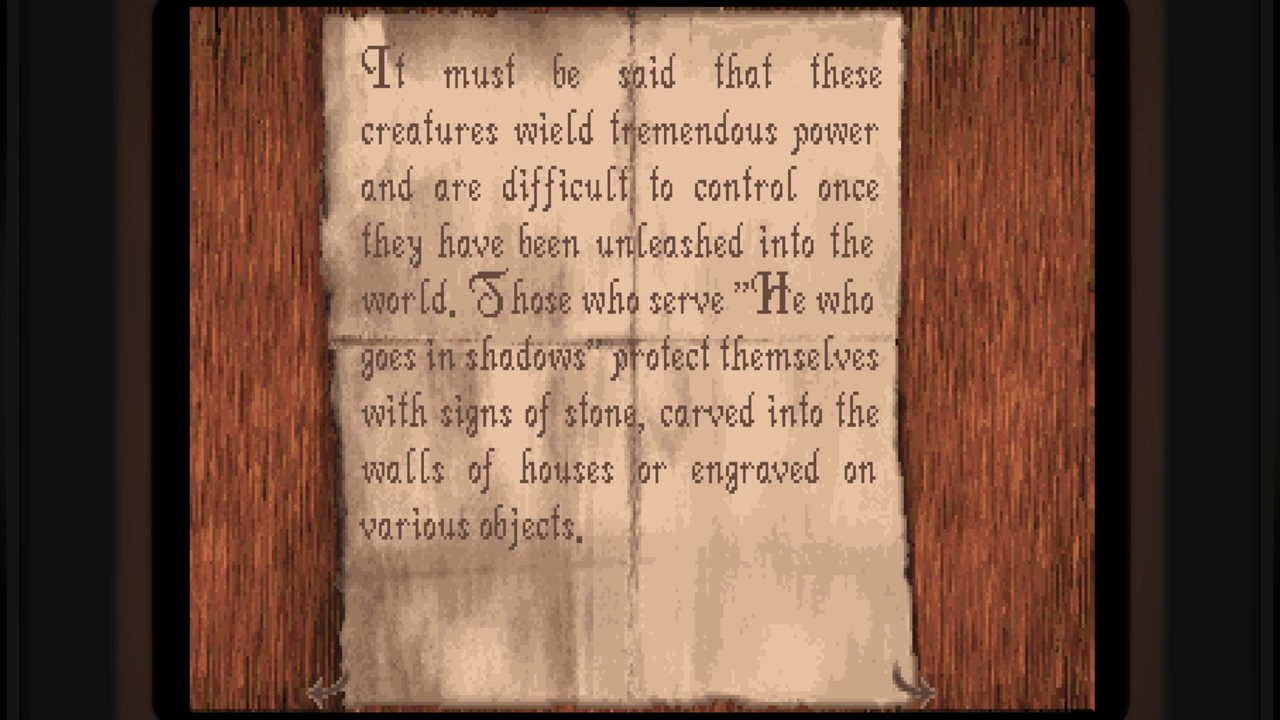 It must be said that these
creatures wield tremendous power
and are difficult to control once
they have been unleashed into the
world. Those who serve "He who
goes in shadows" protect themselves
with signs of stone, carved into the
walls of houses or engraved on
various objects.